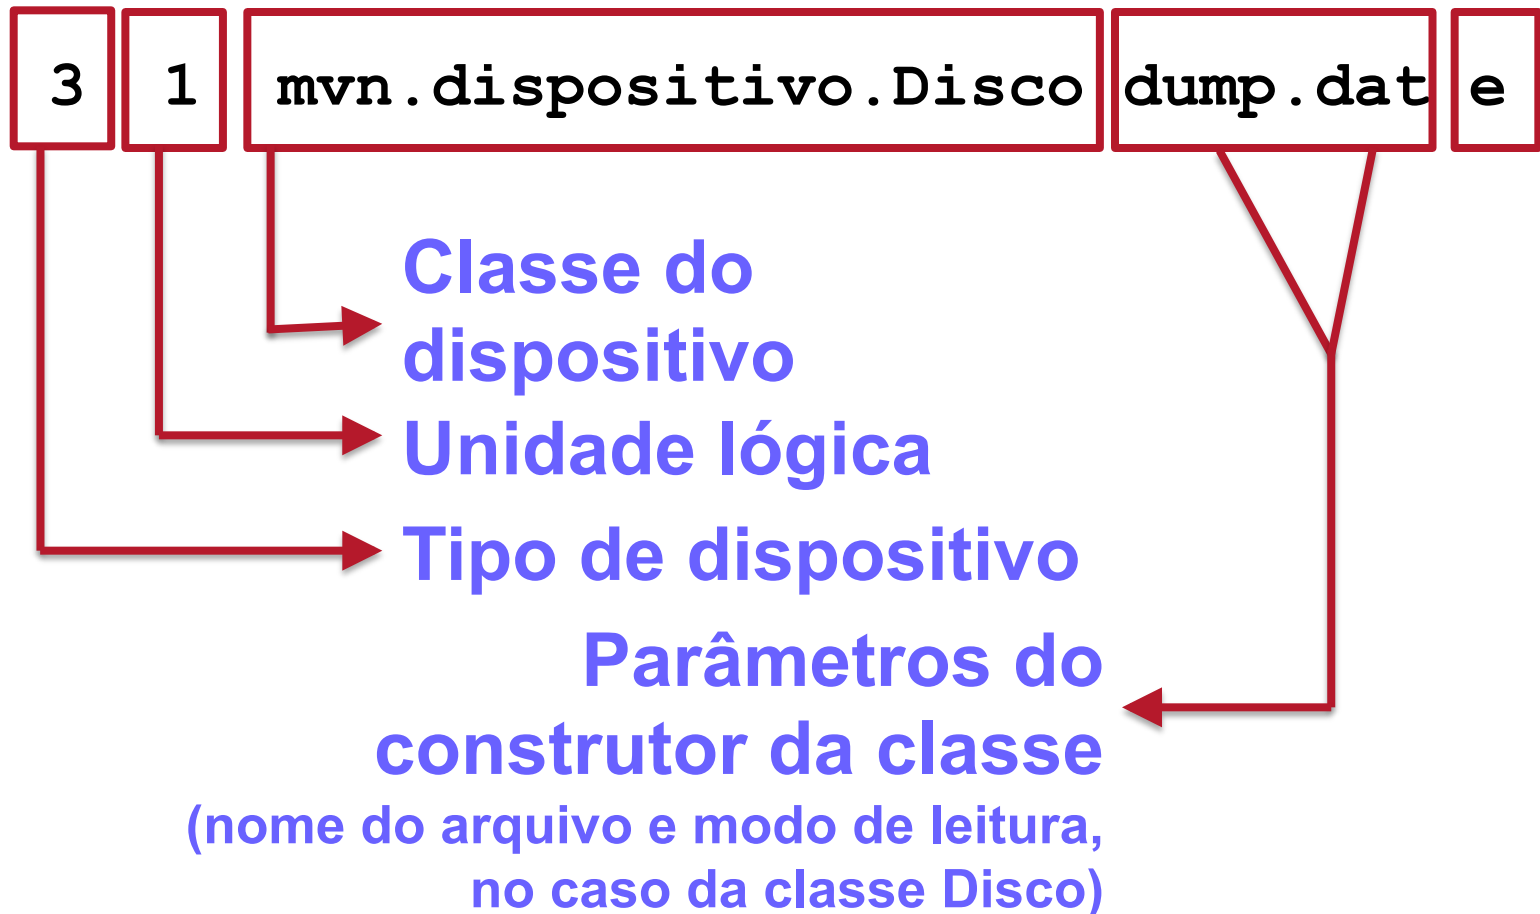 3 1 mvn.dispositivo.Disco dump.dat e
Classe do
dispositivo
Unidade lógica
Tipo de dispositivo
Parâmetros do
construtor da classe
(nome do arquivo e modo de leitura,
no caso da classe Disco)